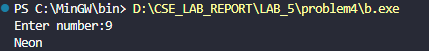 PS C:\MinGW\bin> D:\CSE_LAB_REPORT\LAB_5\problem4\b.exe
Enter number:9
Neon